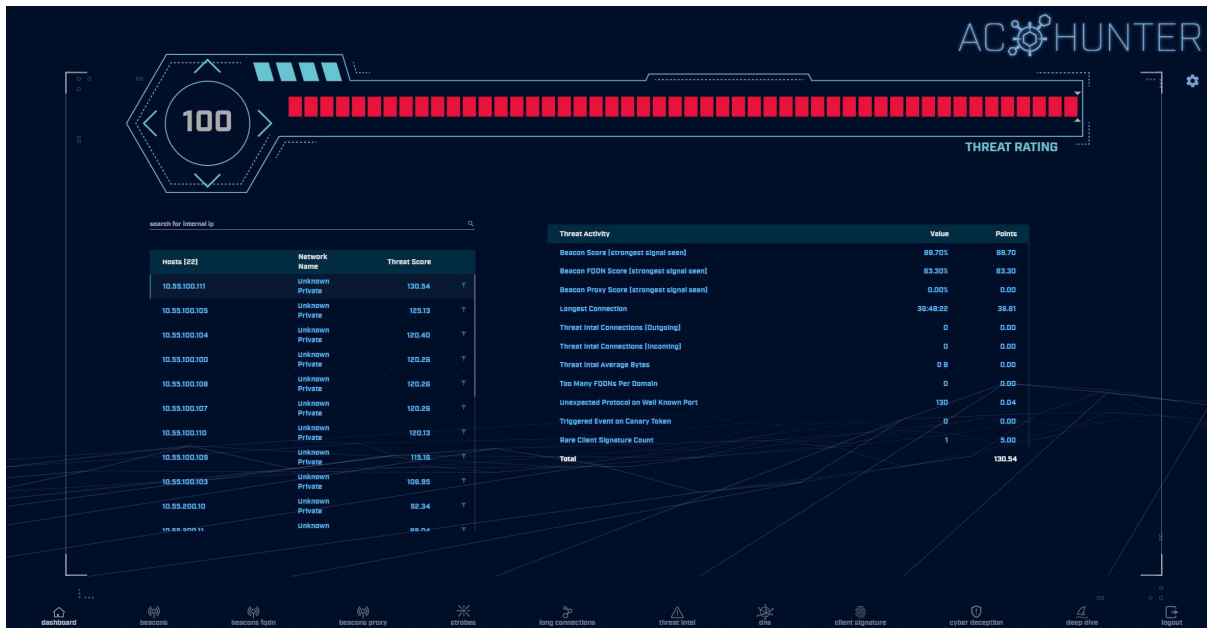 AC HUNTER
100
THREAT RATING
search for internal ip
Hosts [22] Network Name Threat Score
10.55.100.111 Unknown Private 130.54
10.55.100.105 Unknown Private 125.13
10.55.100.104 Unknown Private 120.40
10.55.100.100 Unknown Private 120.26
10.55.100.108 Unknown Private 120.26
10.55.100.107 Unknown Private 120.26
10.55.100.110 Unknown Private 120.13
10.55.100.109 Unknown Private 115.16
10.55.100.103 Unknown Private 106.95
10.55.200.10 Unknown Private 92.34
Unknown
Threat Activity Value Points
Beacon Score [strongest signal seen] 88.70% 88.70
Beacon FQDN Score [strongest signal seen] 83.30% 83.30
Beacon Proxy Score [strongest signal seen] 0.00% 0.00
Longest Connection 36:48:22 36.81
Threat Intel Connections [Outgoing] 0 0.00
Threat Intel Connections [Incoming] 0 0.00
Threat Intel Average Bytes 0 B 0.00
Too Many FQDNs Per Domain 0 0.00
Unexpected Protocol on Well Known Port 130 0.04
Triggered Event on Canary Token 0 0.00
Rare Client Signature Count 1 5.00
Total 130.54
dashboard beacons beacons fqdn beacons proxy strobes long connections threat intel dns client signature cyber deception deep dive logout